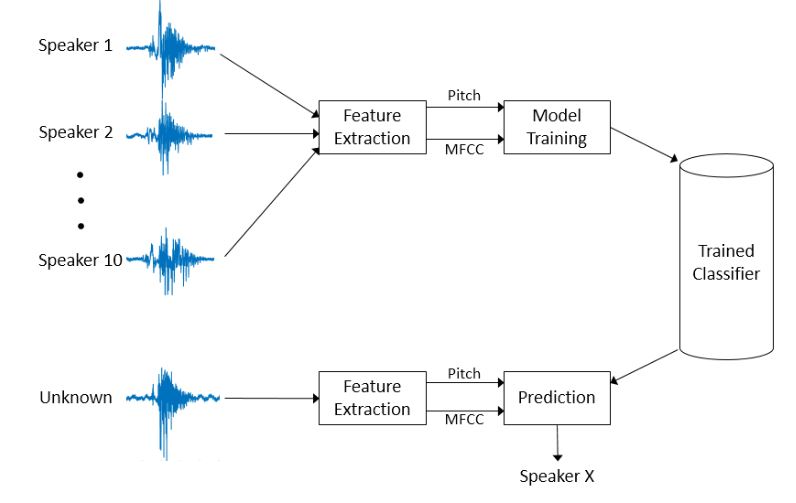 Speaker 1
Speaker 2
Speaker 10
Feature
Extraction
Pitch
MFCC
Model
Training
Trained
Classifier
Unknown
Feature
Extraction
Pitch
MFCC
Prediction
Speaker X